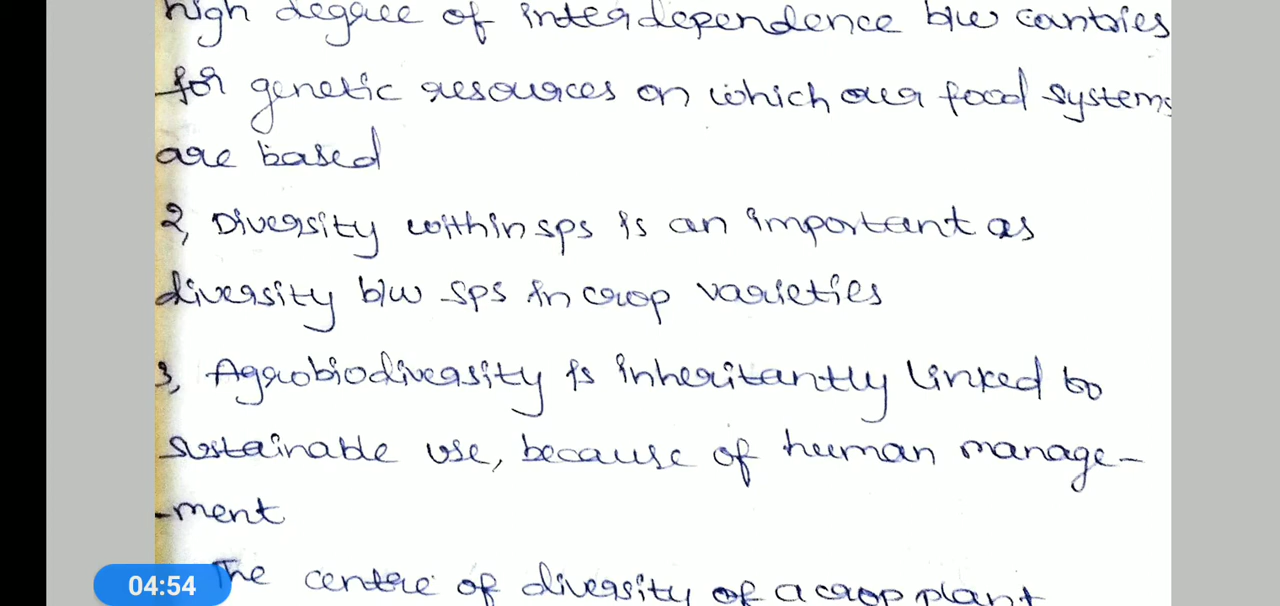 high degree of interdependence b/w cantries
for genetic resources on which our food systems
are based
2, Diversity within sps is an important as
diversity b/w sps in crop varieties
3, Agrobiodiversity is inheritantly linked to
sustainable use, because of human manage-
-ment
The centre of diversity of a crop plant
04:54